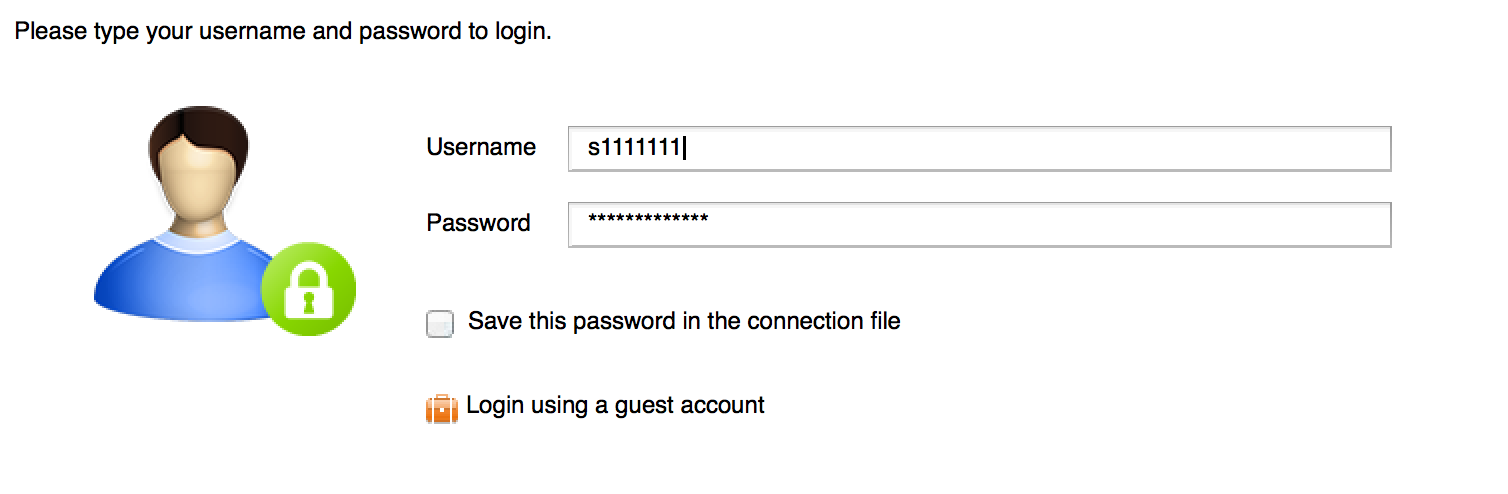 Please type your username and password to login.
Username s1111111
Password *************
Save this password in the connection file
Login using a guest account